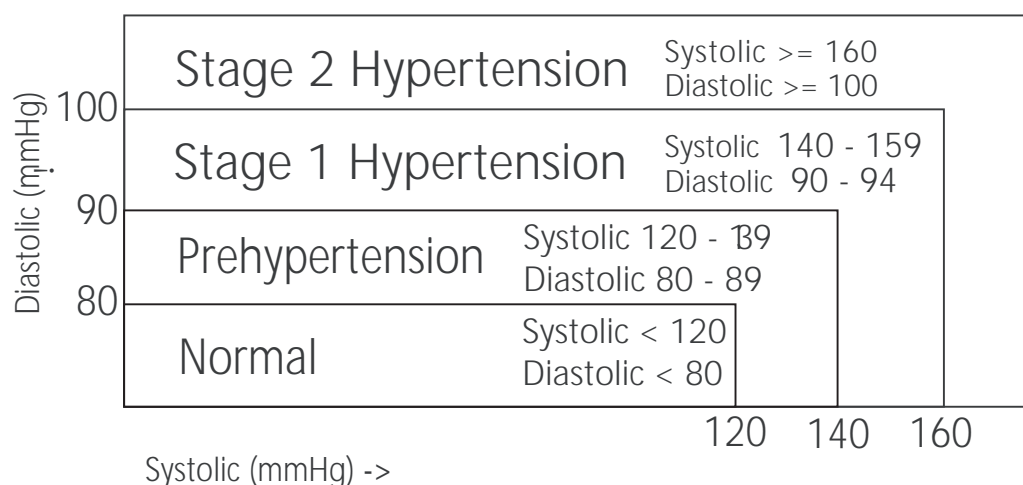 Stage 2 Hypertension
Systolic >= 160
Diastolic >= 100
100
Stage 1 Hypertension
Systolic 140 - 159
Diastolic 90 - 94
90
Prehypertension
Systolic 120 - 139
Diastolic 80 - 89
80
Normal
Systolic < 120
Diastolic < 80
Diastolic (mmHg)
120 140 160
Systolic (mmHg) ->